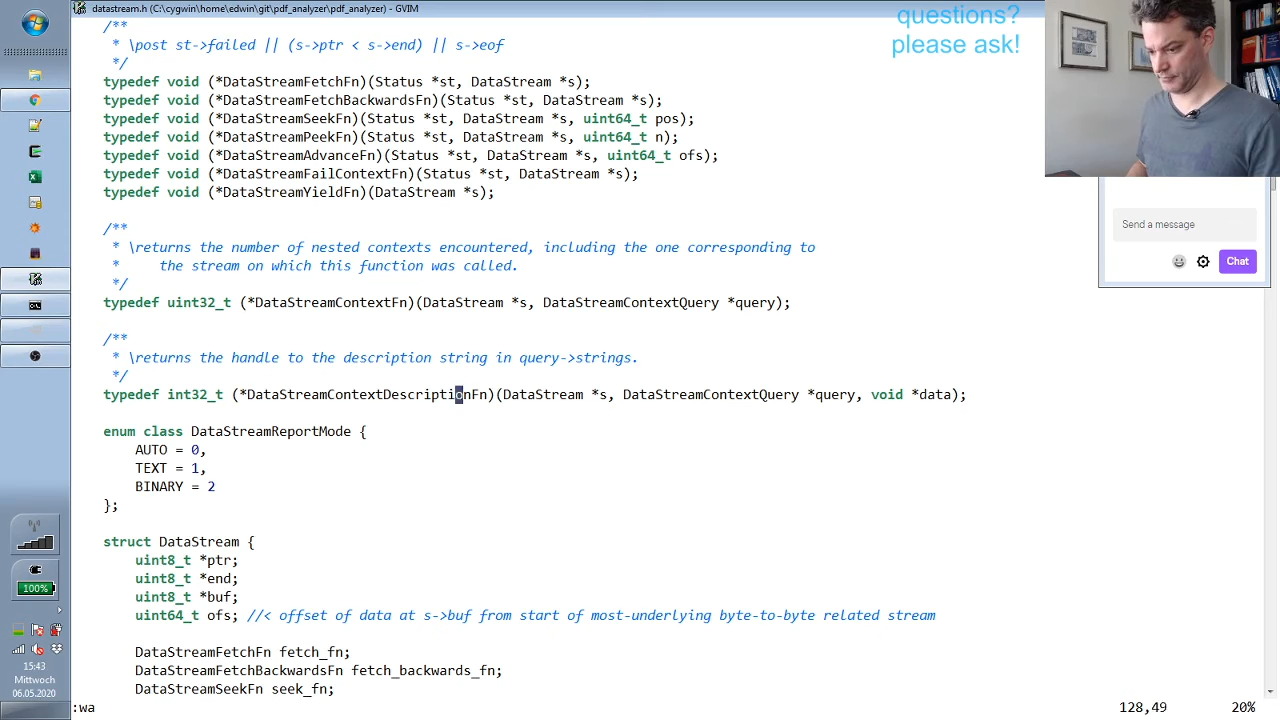 datastream.h (C:\cygwin\home\edwin\git\pdf_analyzer\pdf_analyzer) - GVIM
questions?
please ask!
/**
* \post st->failed || (s->ptr < s->end) || s->eof
*/
typedef void (*DataStreamFetchFn)(Status *st, DataStream *s);
typedef void (*DataStreamFetchBackwardsFn)(Status *st, DataStream *s);
typedef void (*DataStreamSeekFn)(Status *st, DataStream *s, uint64_t pos);
typedef void (*DataStreamPeekFn)(Status *st, DataStream *s, uint64_t n);
typedef void (*DataStreamAdvanceFn)(Status *st, DataStream *s, uint64_t ofs);
typedef void (*DataStreamFailContextFn)(Status *st, DataStream *s);
typedef void (*DataStreamYieldFn)(DataStream *s);
/**
* \returns the number of nested contexts encountered, including the one corresponding to
* the stream on which this function was called.
*/
typedef uint32_t (*DataStreamContextFn)(DataStream *s, DataStreamContextQuery *query);
/**
* \returns the handle to the description string in query->strings.
*/
typedef int32_t (*DataStreamContextDescriptionFn)(DataStream *s, DataStreamContextQuery *query, void *data);
enum class DataStreamReportMode {
AUTO = 0,
TEXT = 1,
BINARY = 2
};
struct DataStream {
uint8_t *ptr;
uint8_t *end;
uint8_t *buf;
uint64_t ofs; //< offset of data at s->buf from start of most-underlying byte-to-byte related stream
DataStreamFetchFn fetch_fn;
DataStreamFetchBackwardsFn fetch_backwards_fn;
DataStreamSeekFn seek_fn;
:wa
128,49
20%
Send a message
Chat
100%
15:43
Mittwoch
06.05.2020